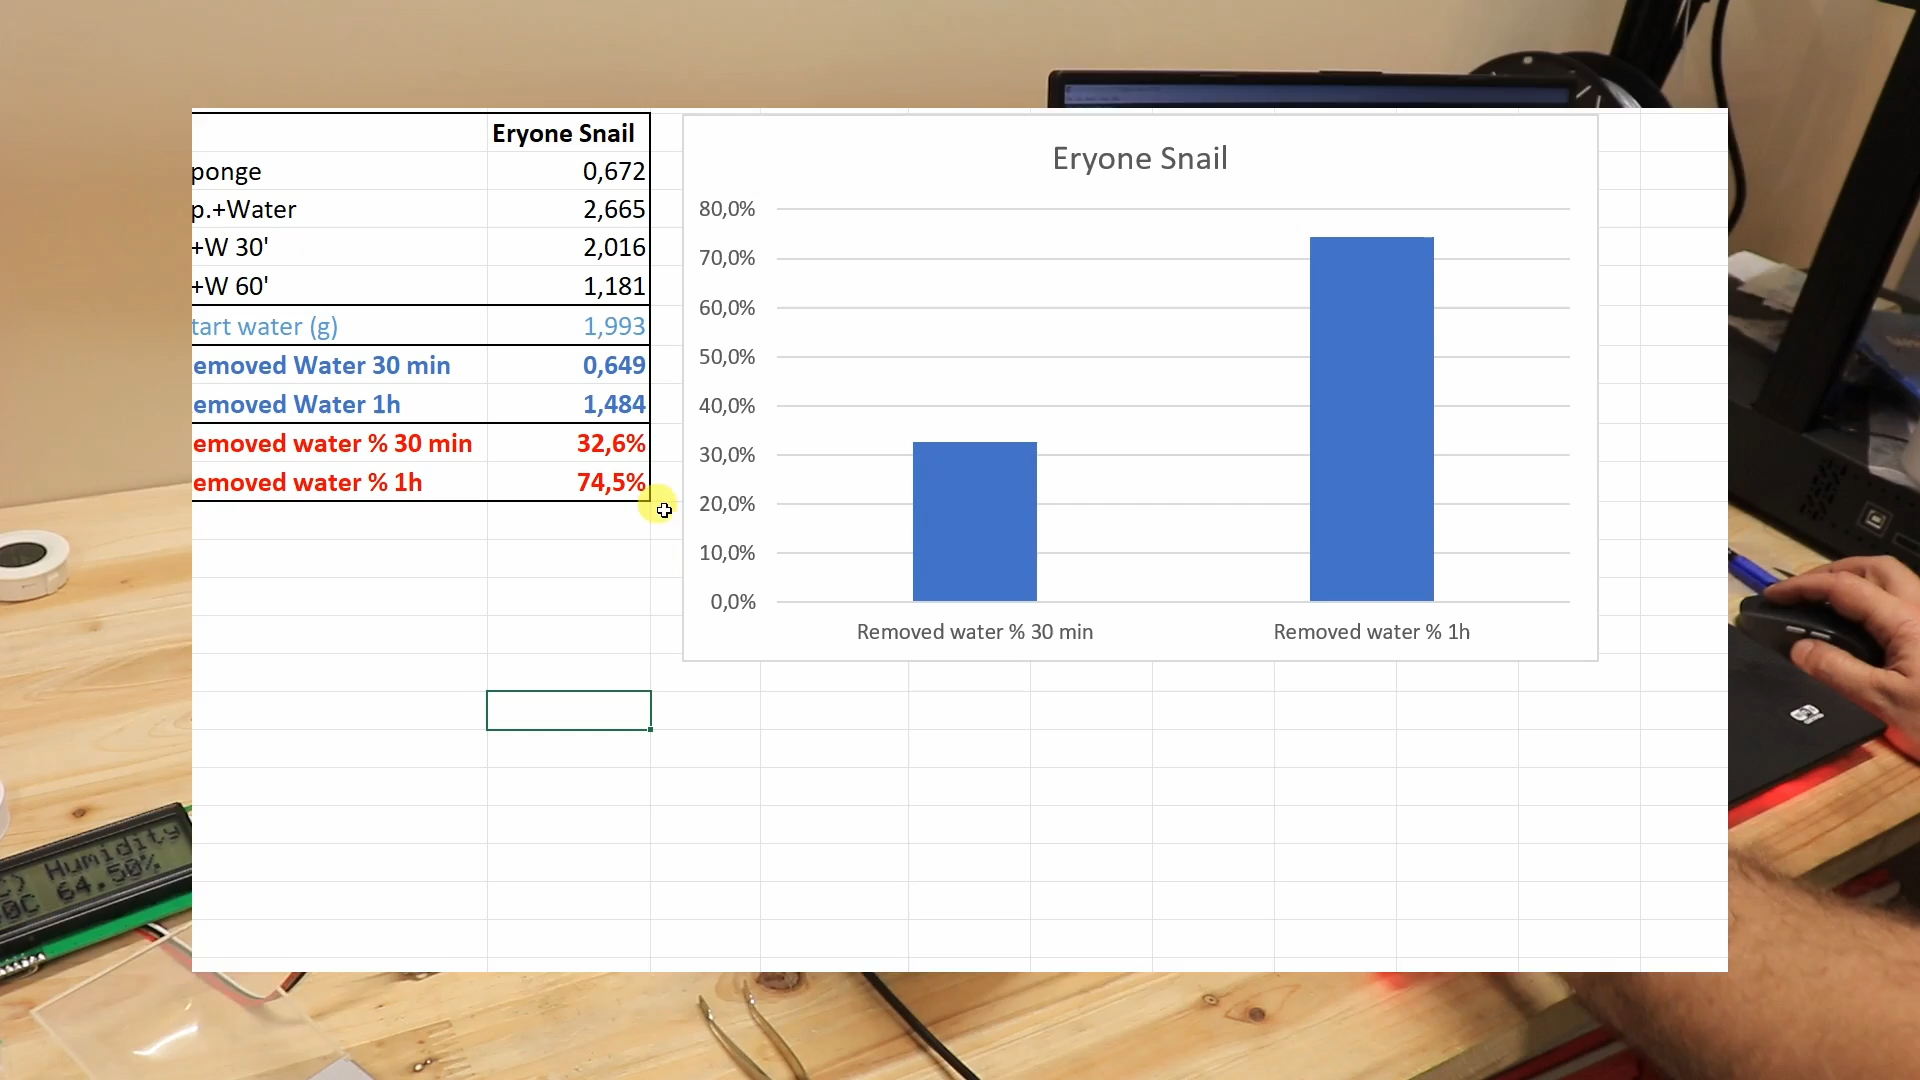 Eryone Snail
ponge 0,672
p.+Water 2,665
+W 30' 2,016
+W 60' 1,181
tart water (g) 1,993
emoved Water 30 min 0,649
emoved Water 1h 1,484
emoved water % 30 min 32,6%
emoved water % 1h 74,5%
Eryone Snail
80,0%
70,0%
60,0%
50,0%
40,0%
30,0%
20,0%
10,0%
0,0%
Removed water % 30 min
Removed water % 1h
Humidity
0C 64.50%